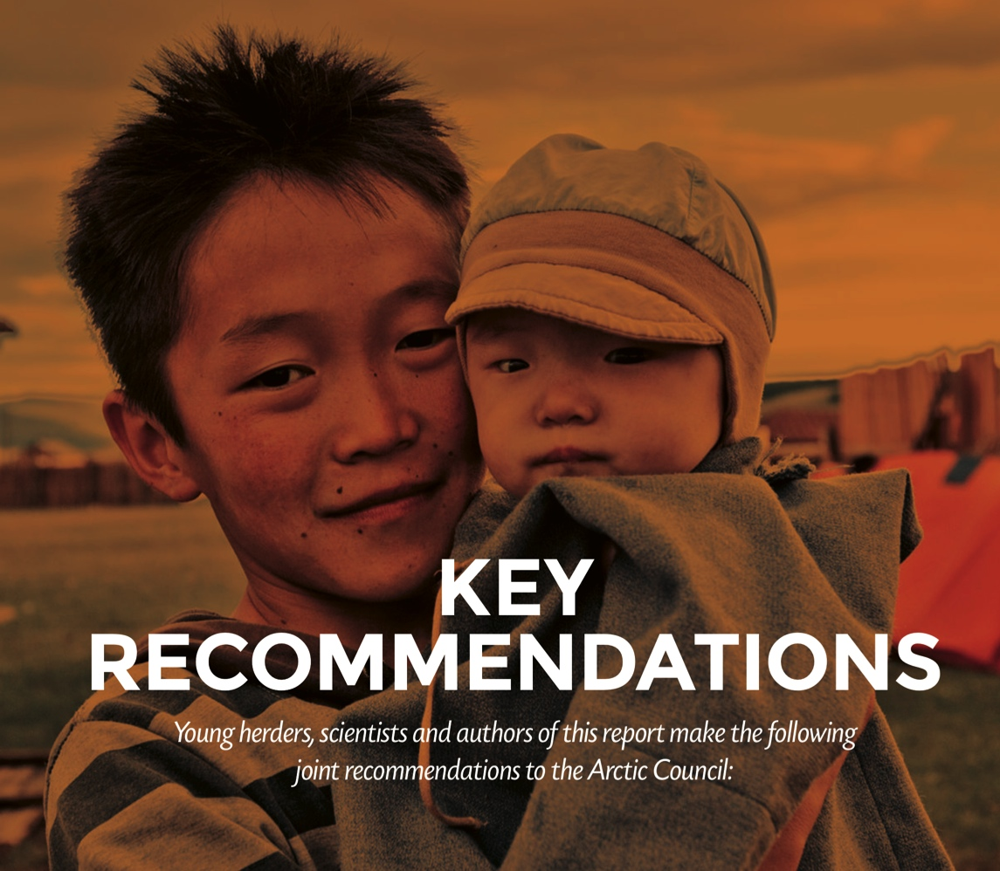 KEY
RECOMMENDATIONS
Young herders, scientists and authors of this report make the following
joint recommendations to the Arctic Council: